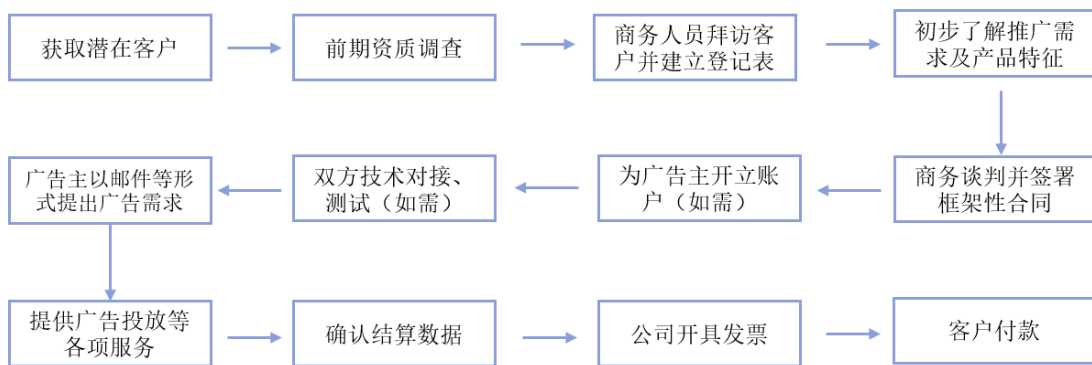 获取潜在客户
前期资质调查
商务人员拜访客
户并建立登记表
初步了解推广需
求及产品特征
商务谈判并签署
框架性合同
为广告主开立账
户（如需）
双方技术对接、
测试（如需）
广告主以邮件等形
式提出广告需求
提供广告投放等
各项服务
确认结算数据
公司开具发票
客户付款